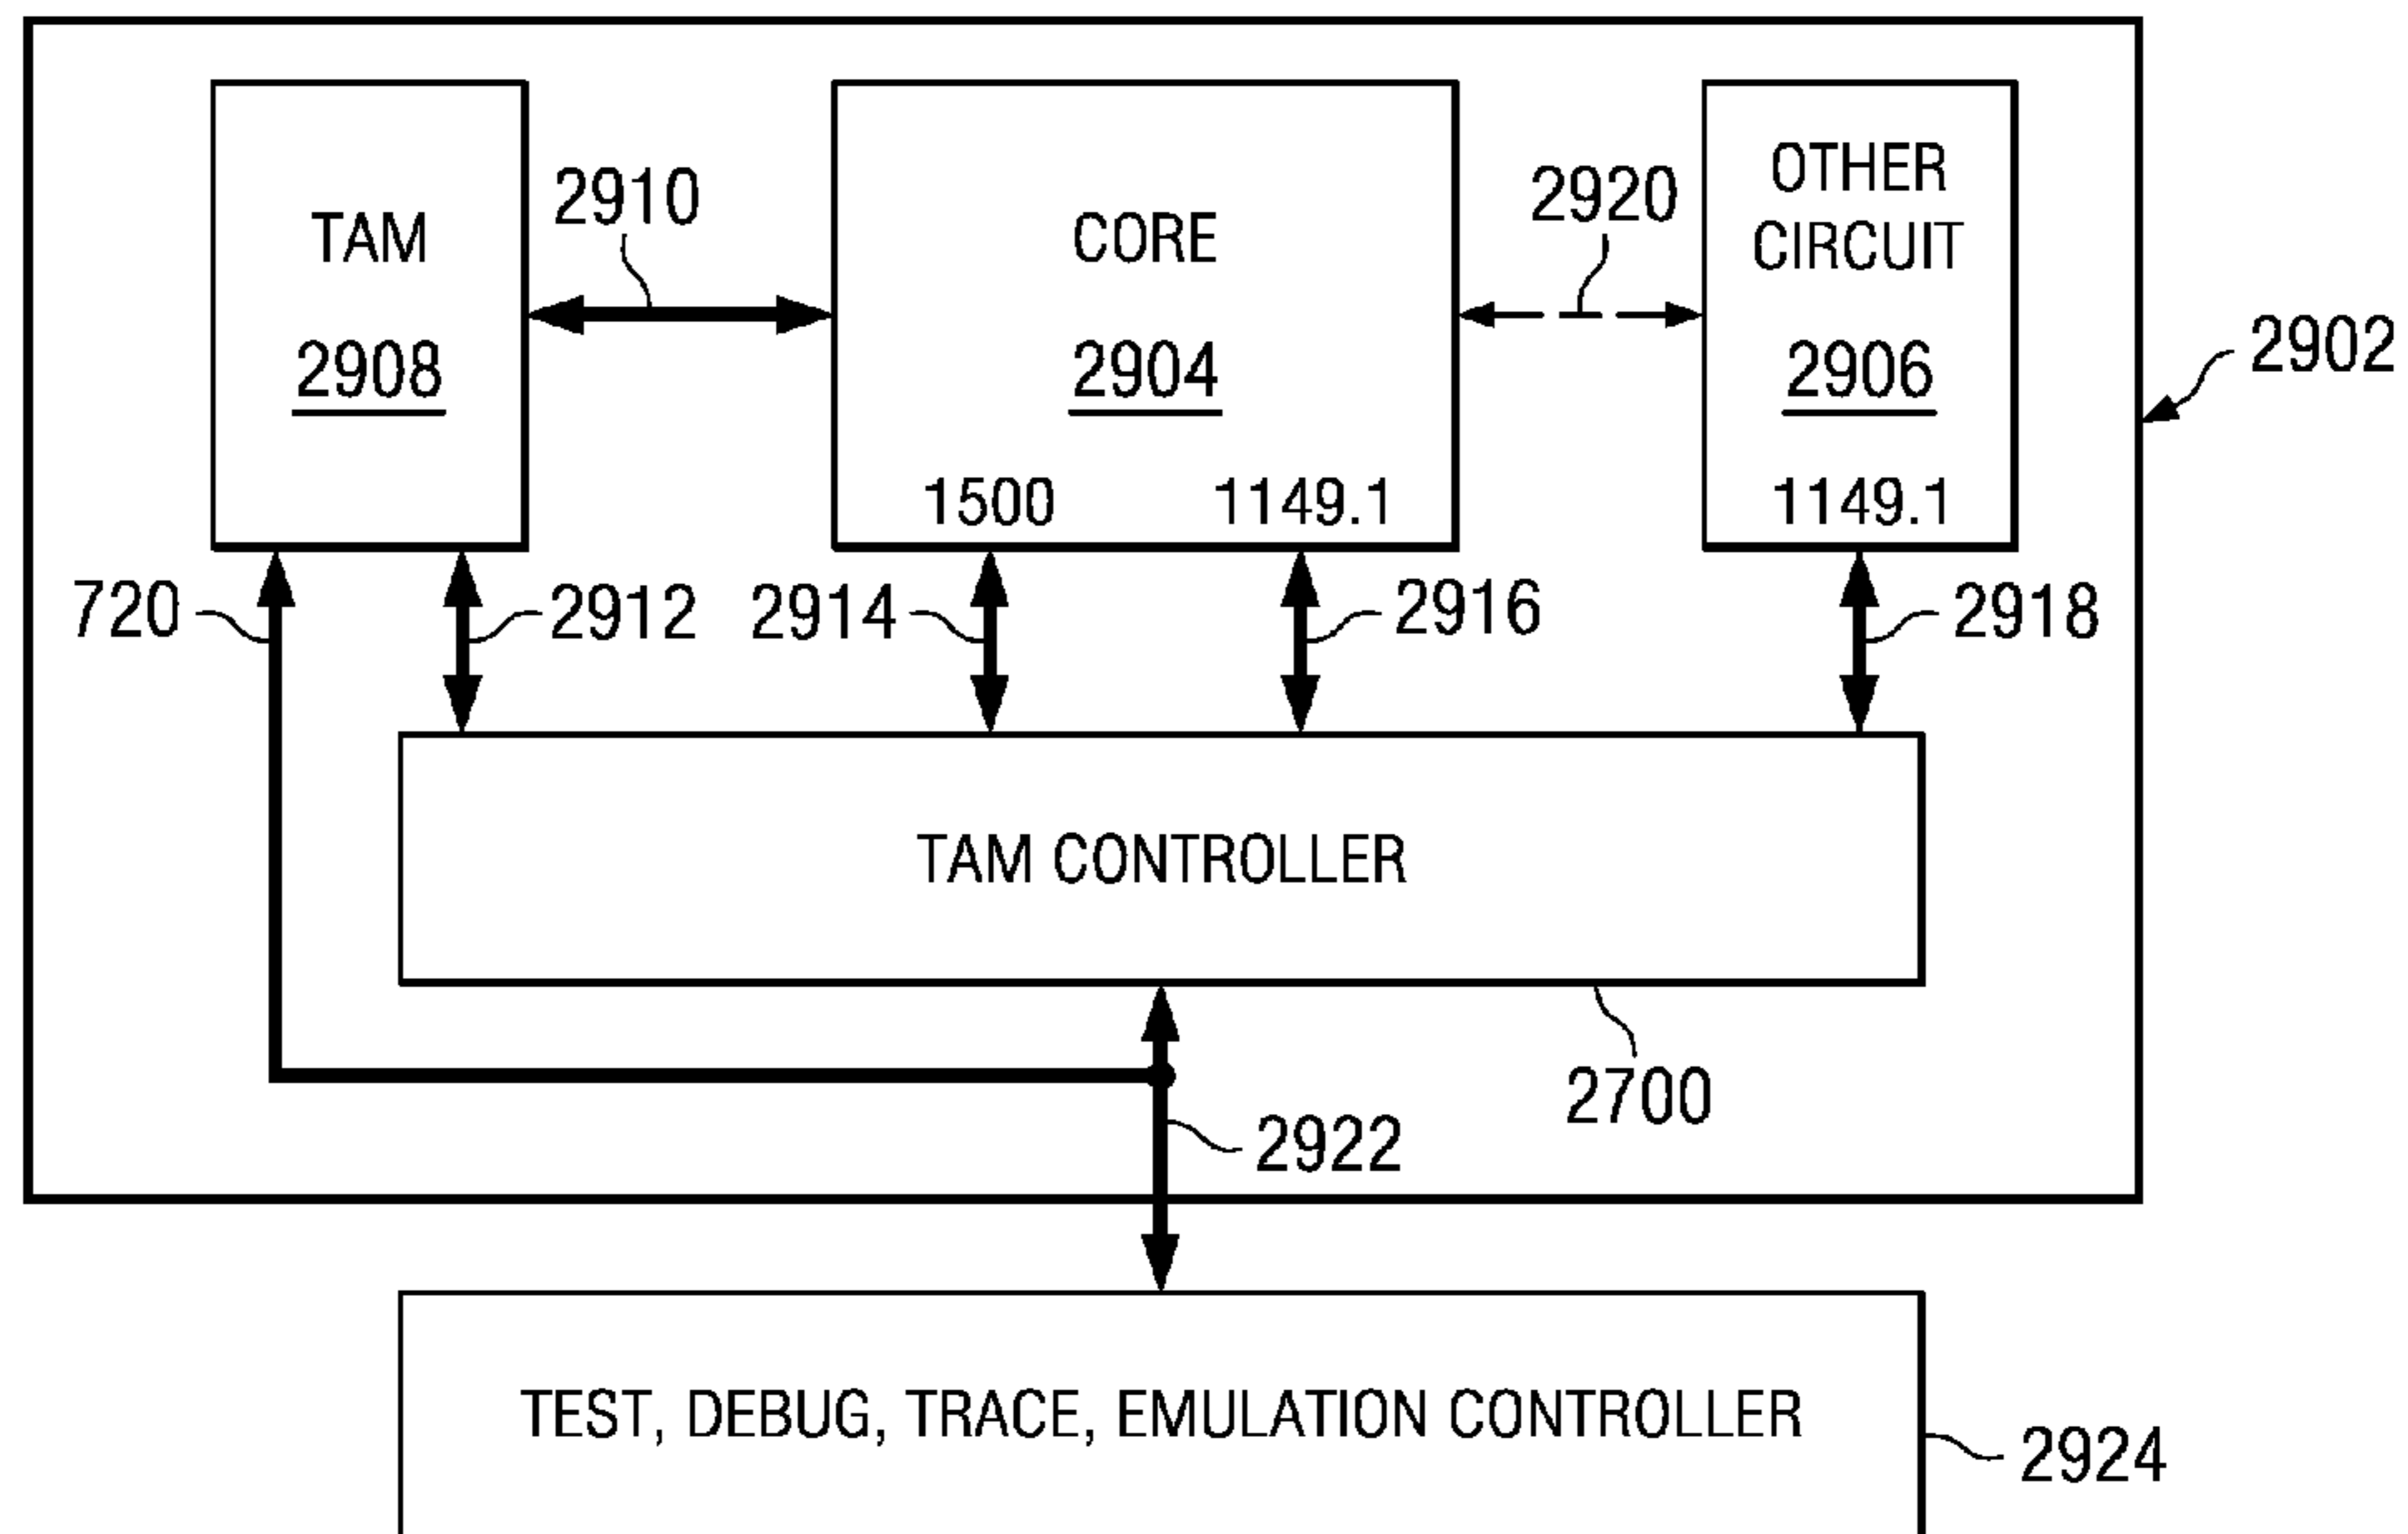 TAM
2908
2910
CORE
2904
1500 1149.1
2920
OTHER
CIRCUIT
2906
1149.1
2902
720
2912
2914
2916
2918
TAM CONTROLLER
2700
2922
TEST, DEBUG, TRACE, EMULATION CONTROLLER
2924